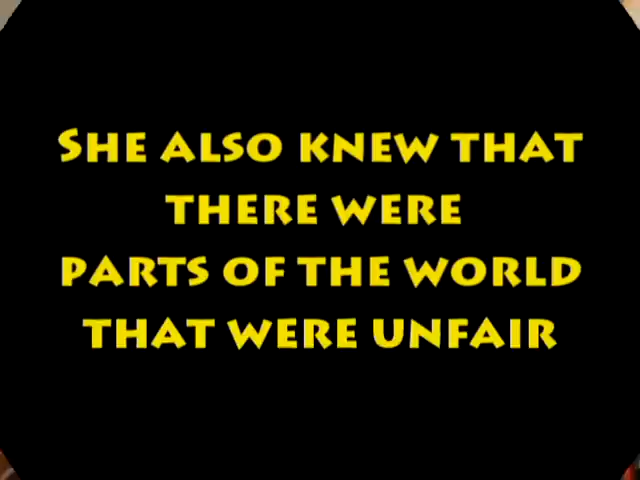 She also knew that
there were
parts of the world
that were unfair